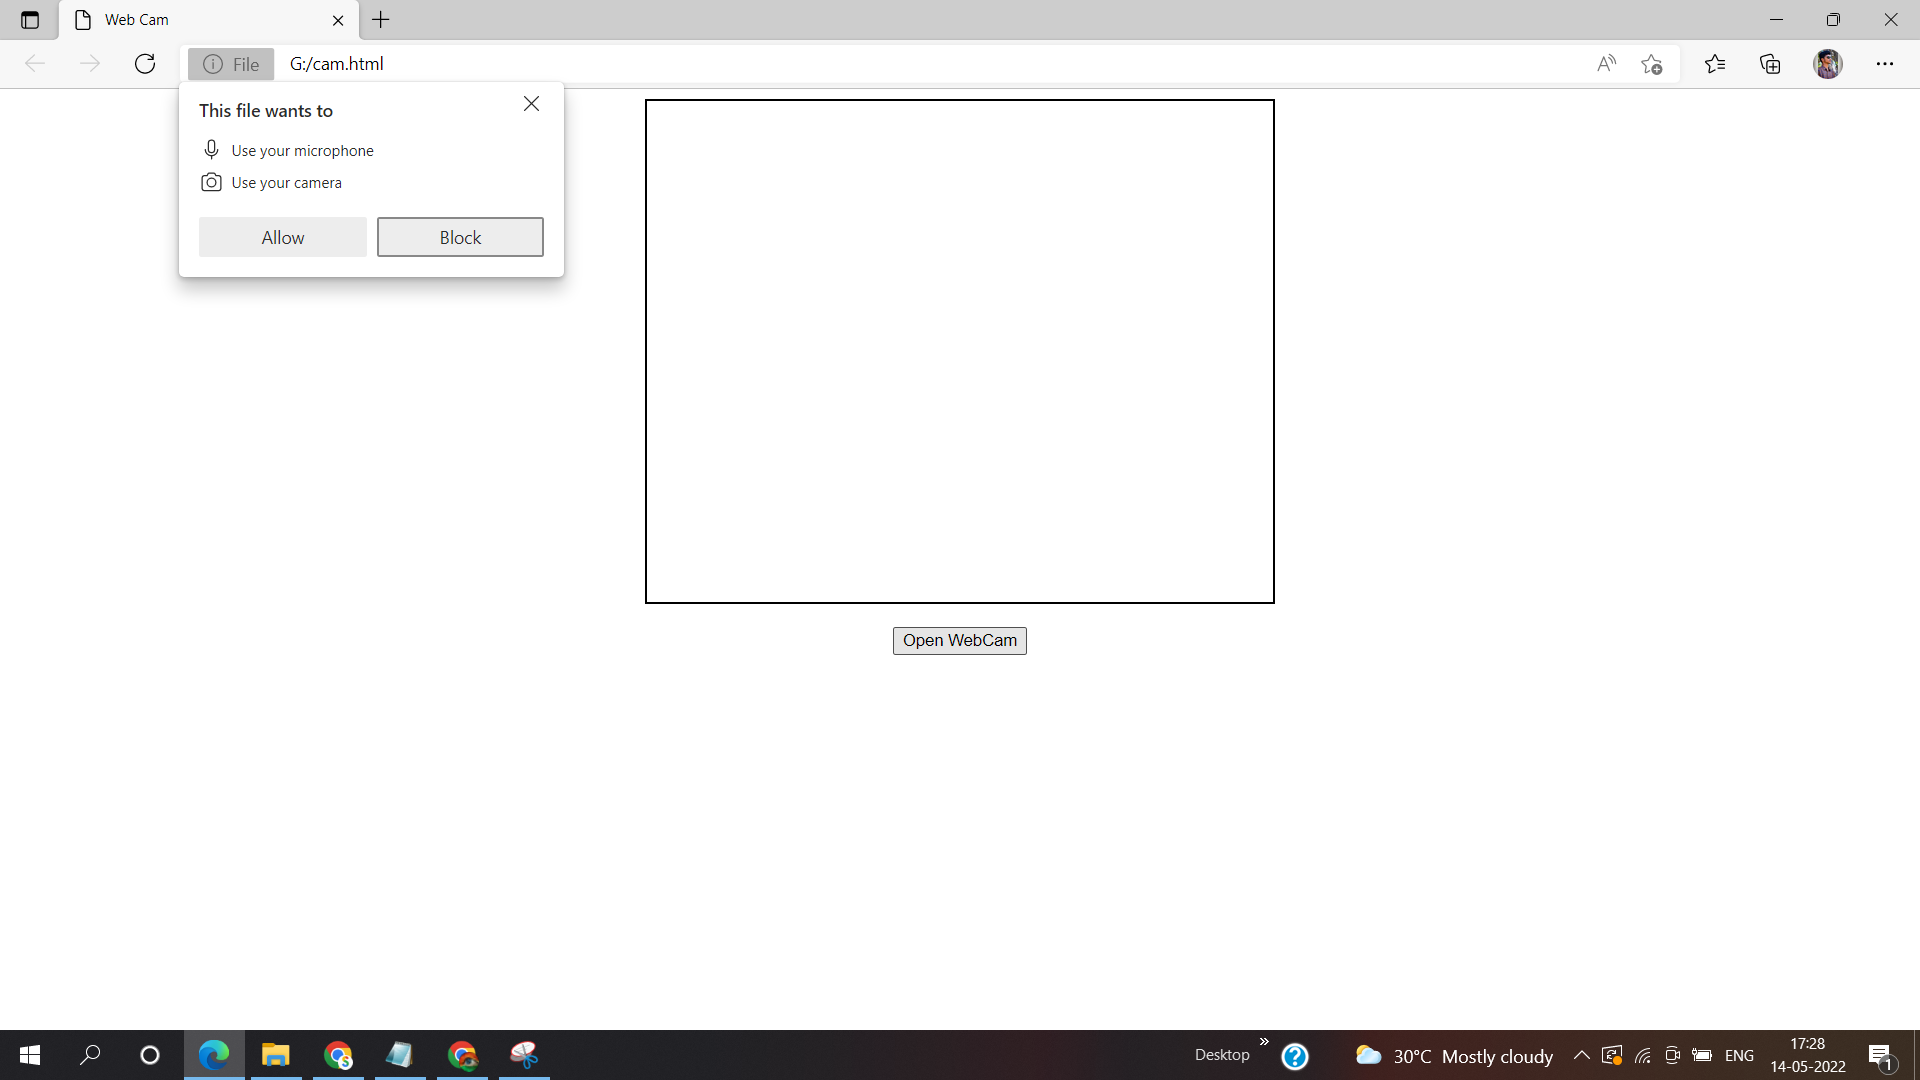 Web Cam
File G:/cam.html
This file wants to
Use your microphone
Use your camera
Allow Block
Open WebCam
Desktop » 30°C Mostly cloudy ENG 17:28
14-05-2022 1